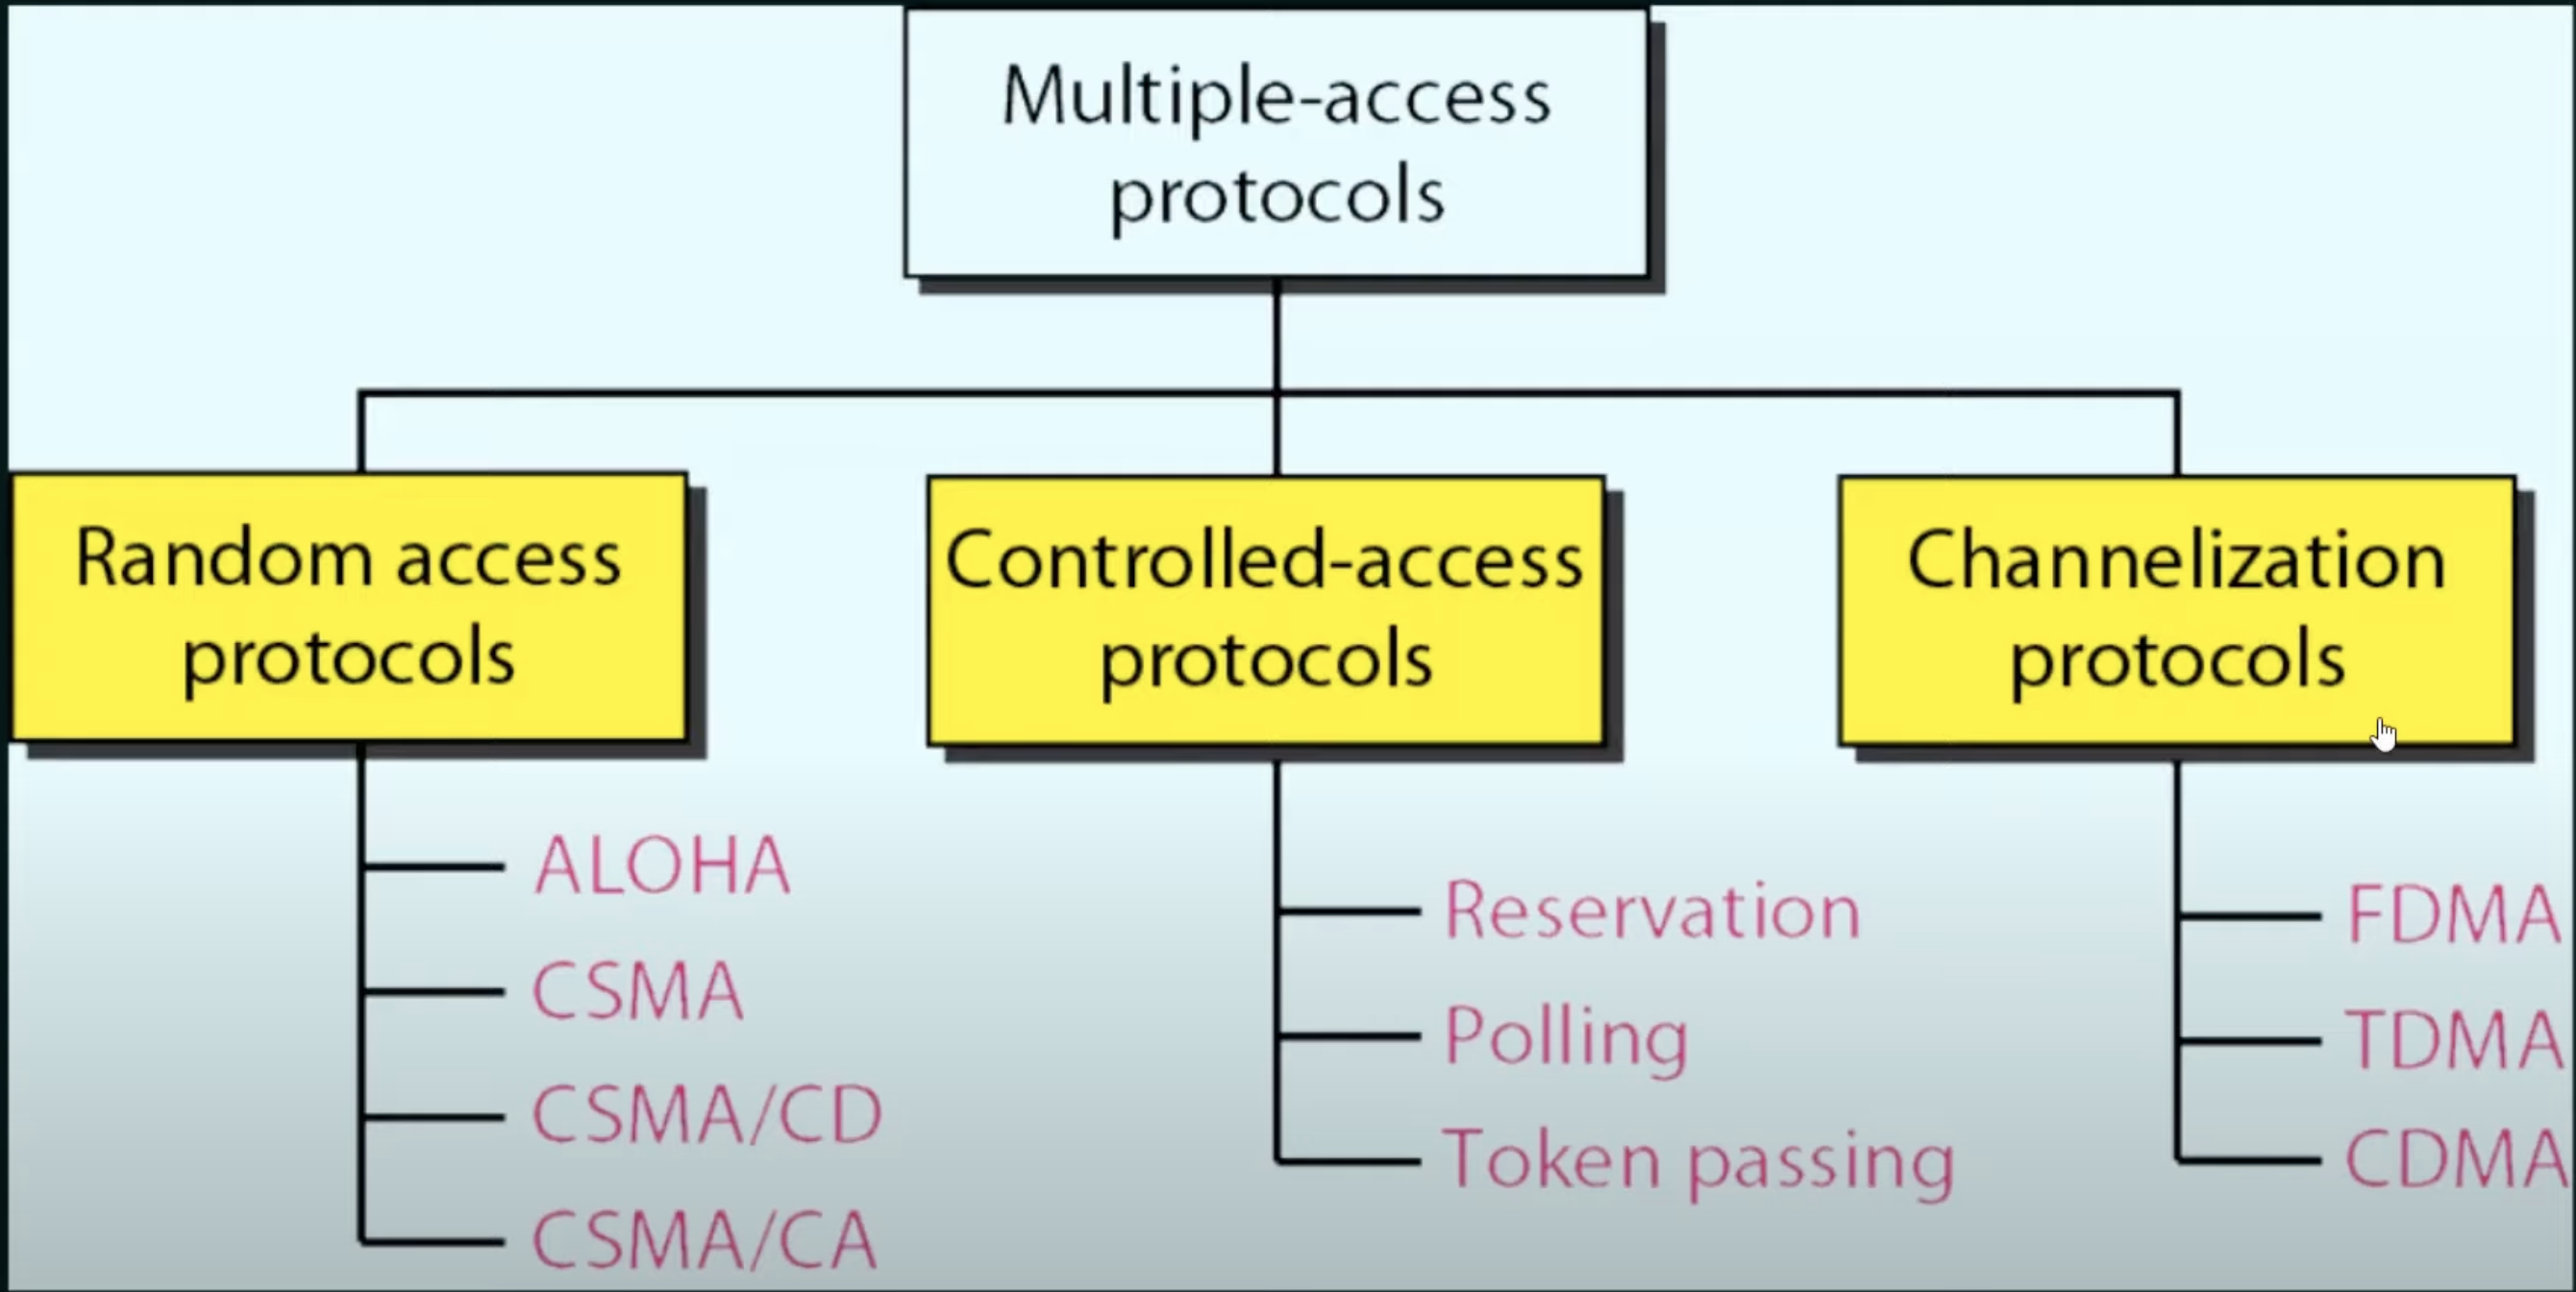 Multiple-access
protocols
Random access
protocols
Controlled-access
protocols
Channelization
protocols
ALOHA
CSMA
CSMA/CD
CSMA/CA
Reservation
Polling
Token passing
FDMA
TDMA
CDMA